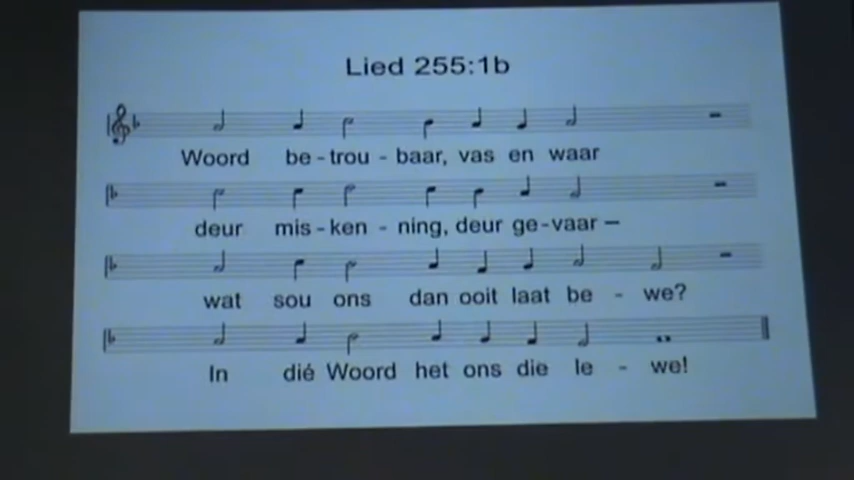 Lied 255:1b
Woord be - trou - baar, vas en waar
deur mis - ken - ning, deur ge - vaar –
wat sou ons dan ooit laat be - we?
In dié Woord het ons die le - we!